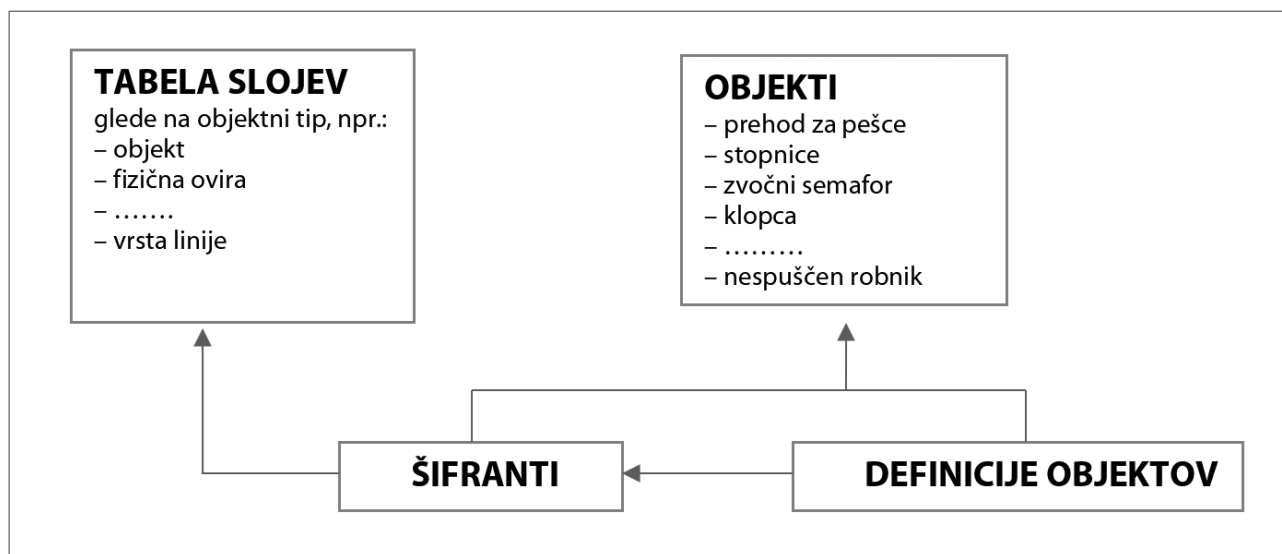 TABELA SLOJEV
glede na objektni tip, npr.:
– objekt
– fizična ovira
– …….
– vrsta linije
OBJEKTI
– prehod za pešce
– stopnice
– zvočni semafor
– klopca
– ………
– nespuščen robnik
ŠIFRANTI
DEFINICIJE OBJEKTOV